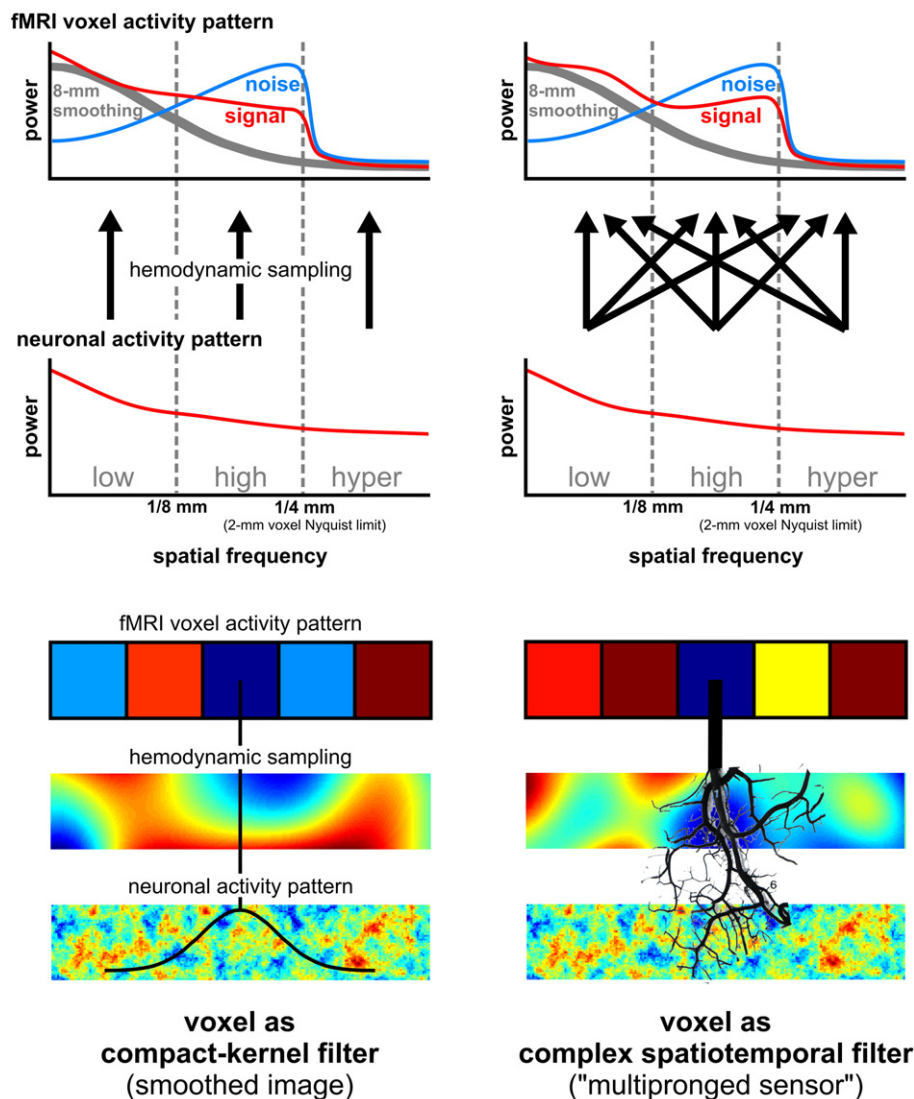 fMRI voxel activity pattern
power
8-mm
smoothing
noise
signal
hemodynamic sampling
neuronal activity pattern
power
low
high
hyper
1/8 mm
1/4 mm
(2-mm voxel Nyquist limit)
spatial frequency
power
8-mm
smoothing
noise
signal
power
low
high
hyper
1/8 mm
1/4 mm
(2-mm voxel Nyquist limit)
spatial frequency
fMRI voxel activity pattern
hemodynamic sampling
neuronal activity pattern
voxel as
compact-kernel filter
(smoothed image)
6
voxel as
complex spatiotemporal filter
("multipronged sensor")